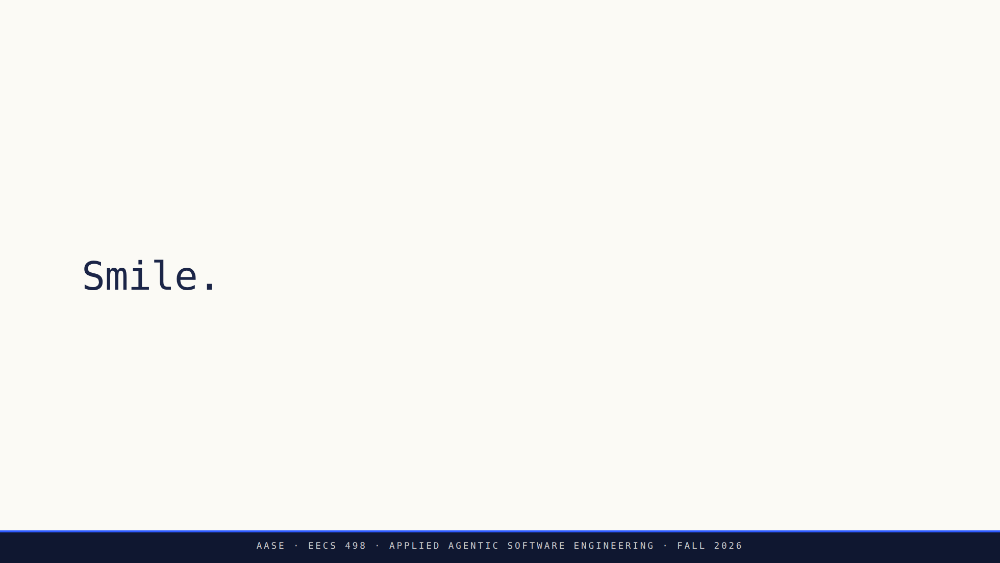 Smile.
AASE · EECS 498 · APPLIED AGENTIC SOFTWARE ENGINEERING · FALL 2026